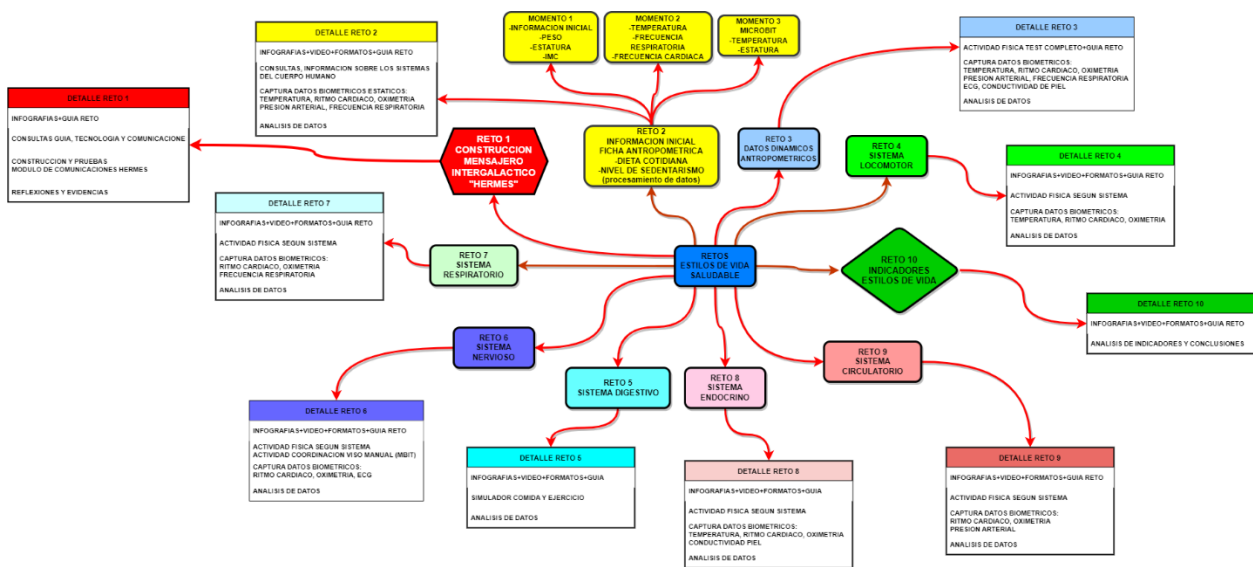 MOMENTO 1
-INFORMACION INICIAL
-PESO
-ESTATURA
-IMC
MOMENTO 2
-TEMPERATURA
-FRECUENCIA
RESPIRATORIA
-FRECUENCIA CARDIACA
MOMENTO 3
MICROBIT
-TEMPERATURA
-ESTATURA
DETALLE RETO 2
INFOGRAFIAS+VIDEO+FORMATOS+GUIA RETO
CONSULTAS, INFORMACION SOBRE LOS SISTEMAS
DEL CUERPO HUMANO
CAPTURA DATOS BIOMETRICOS ESTATICOS:
TEMPERATURA, RITMO CARDIACO, OXIMETRIA
PRESION ARTERIAL, FRECUENCIA RESPIRATORIA
ANALISIS DE DATOS
DETALLE RETO 3
ACTIVIDAD FISICA TEST COMPLETO+GUIA RETO
CAPTURA DATOS BIOMETRICOS:
TEMPERATURA, RITMO CARDIACO, OXIMETRIA
PRESION ARTERIAL, FRECUENCIA RESPIRATORIA
ECG, CONDUCTIVIDAD DE PIEL
ANALISIS DE DATOS
DETALLE RETO 1
INFOGRAFIAS+GUIA RETO
CONSULTAS GUIA, TECNOLOGIA Y COMUNICACIONE
CONSTRUCCION Y PRUEBAS
MODULO DE COMUNICACIONES HERMES
REFLEXIONES Y EVIDENCIAS
RETO 1
CONSTRUCCION
MENSAJERO
INTERGALACTICO
"HERMES"
RETO 2
INFORMACION INICIAL
FICHA ANTROPOMETRICA
-DIETA COTIDIANA
-NIVEL DE SEDENTARISMO
(procesamiento de datos)
RETO 3
DATOS DINAMICOS
ANTROPOMETRICOS
RETO 4
SISTEMA
LOCOMOTOR
DETALLE RETO 4
INFOGRAFIAS+VIDEO+FORMATOS+GUIA RETO
ACTIVIDAD FISICA SEGUN SISTEMA
CAPTURA DATOS BIOMETRICOS:
TEMPERATURA, RITMO CARDIACO, OXIMETRIA
ANALISIS DE DATOS
DETALLE RETO 7
INFOGRAFIAS+VIDEO+FORMATOS+GUIA RETO
ACTIVIDAD FISICA SEGUN SISTEMA
CAPTURA DATOS BIOMETRICOS:
RITMO CARDIACO, OXIMETRIA
FRECUENCIA RESPIRATORIA
ANALISIS DE DATOS
RETO 7
SISTEMA
RESPIRATORIO
RETOS
ESTILOS DE VIDA
SALUDABLE
RETO 10
INDICADORES
ESTILOS DE VIDA
DETALLE RETO 10
INFOGRAFIAS+VIDEO+FORMATOS+GUIA RETO
ANALISIS DE INDICADORES Y CONCLUSIONES
RETO 6
SISTEMA
NERVIOSO
RETO 5
SISTEMA DIGESTIVO
RETO 8
SISTEMA
ENDOCRINO
RETO 9
SISTEMA
CIRCULATORIO
DETALLE RETO 6
INFOGRAFIAS+VIDEO+FORMATOS+GUIA RETO
ACTIVIDAD FISICA SEGUN SISTEMA
ACTIVIDAD COORDINACION VISO MANUAL (MBIT)
CAPTURA DATOS BIOMETRICOS:
RITMO CARDIACO, OXIMETRIA, ECG
ANALISIS DE DATOS
DETALLE RETO 5
INFOGRAFIAS+VIDEO+FORMATOS+GUIA
SIMULADOR COMIDA Y EJERCICIO
ANALISIS DE DATOS
DETALLE RETO 8
INFOGRAFIAS+VIDEO+FORMATOS+GUIA
ACTIVIDAD FISICA SEGUN SISTEMA
CAPTURA DATOS BIOMETRICOS:
TEMPERATURA, RITMO CARDIACO, OXIMETRIA
CONDUCTIVIDAD PIEL
ANALISIS DE DATOS
DETALLE RETO 9
INFOGRAFIAS+VIDEO+FORMATOS+GUIA RETO
ACTIVIDAD FISICA SEGUN SISTEMA
CAPTURA DATOS BIOMETRICOS:
RITMO CARDIACO, OXIMETRIA
PRESION ARTERIAL
ANALISIS DE DATOS